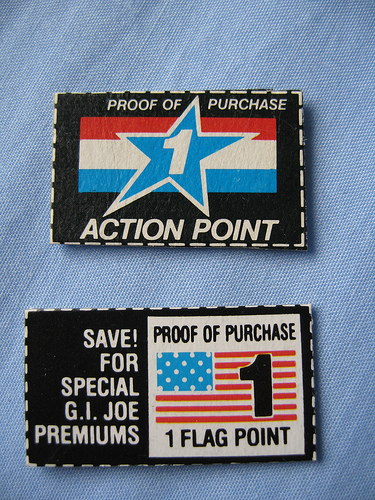 PROOF OF PURCHASE
1
ACTION POINT
SAVE!
FOR
SPECIAL
G.I. JOE
PREMIUMS
PROOF OF PURCHASE
1
1 FLAG POINT